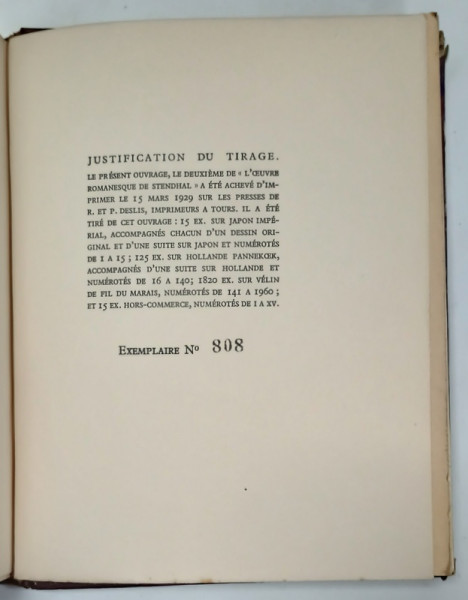 JUSTIFICATION DU TIRAGE.
LE PRÉSENT OUVRAGE, LE DEUXIÈME DE « L'ŒUVRE
ROMANESQUE DE STENDHAL » A ÉTÉ ACHEVÉ D'IM-
PRIMER LE 15 MARS 1929 SUR LES PRESSES DE
R. ET P. DESLIS, IMPRIMEURS A TOURS. IL A ÉTÉ
TIRÉ DE CET OUVRAGE : 15 EX. SUR JAPON IMPÉ-
RIAL, ACCOMPAGNÉS CHACUN D'UN DESSIN ORI-
GINAL ET D'UNE SUITE SUR JAPON ET NUMÉROTÉS
DE 1 A 15 ; 125 EX. SUR HOLLANDE PANNEKŒK,
ACCOMPAGNÉS D'UNE SUITE SUR HOLLANDE ET
NUMÉROTÉS DE 16 A 140; 1820 EX. SUR VÉLIN
DE FIL DU MARAIS, NUMÉROTÉS DE 141 A 1960 ;
ET 15 EX. HORS-COMMERCE, NUMÉROTÉS DE I A XV.
EXEMPLAIRE Nº 808